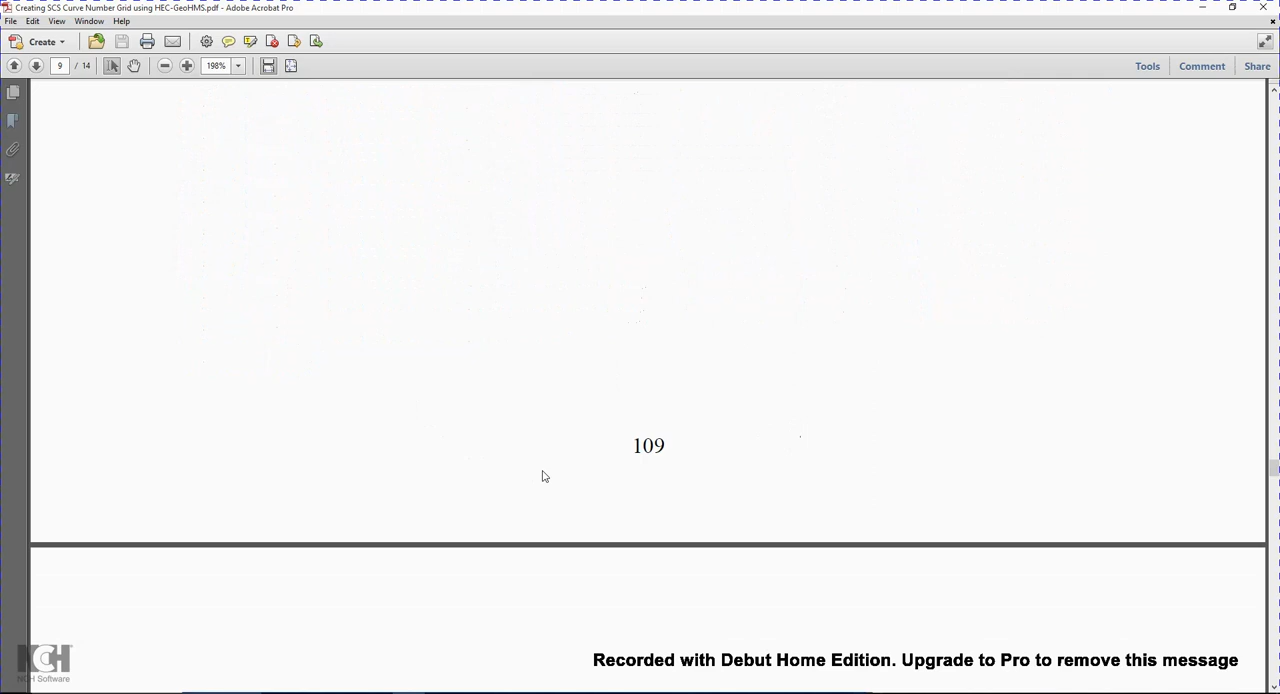 Creating SCS Curve Number Grid using HEC-GeoHMS.pdf - Adobe Acrobat Pro
File Edit View Window Help
Create
9 / 14 198% Tools Comment Share
109
NCH
NCH Software
Recorded with Debut Home Edition. Upgrade to Pro to remove this message